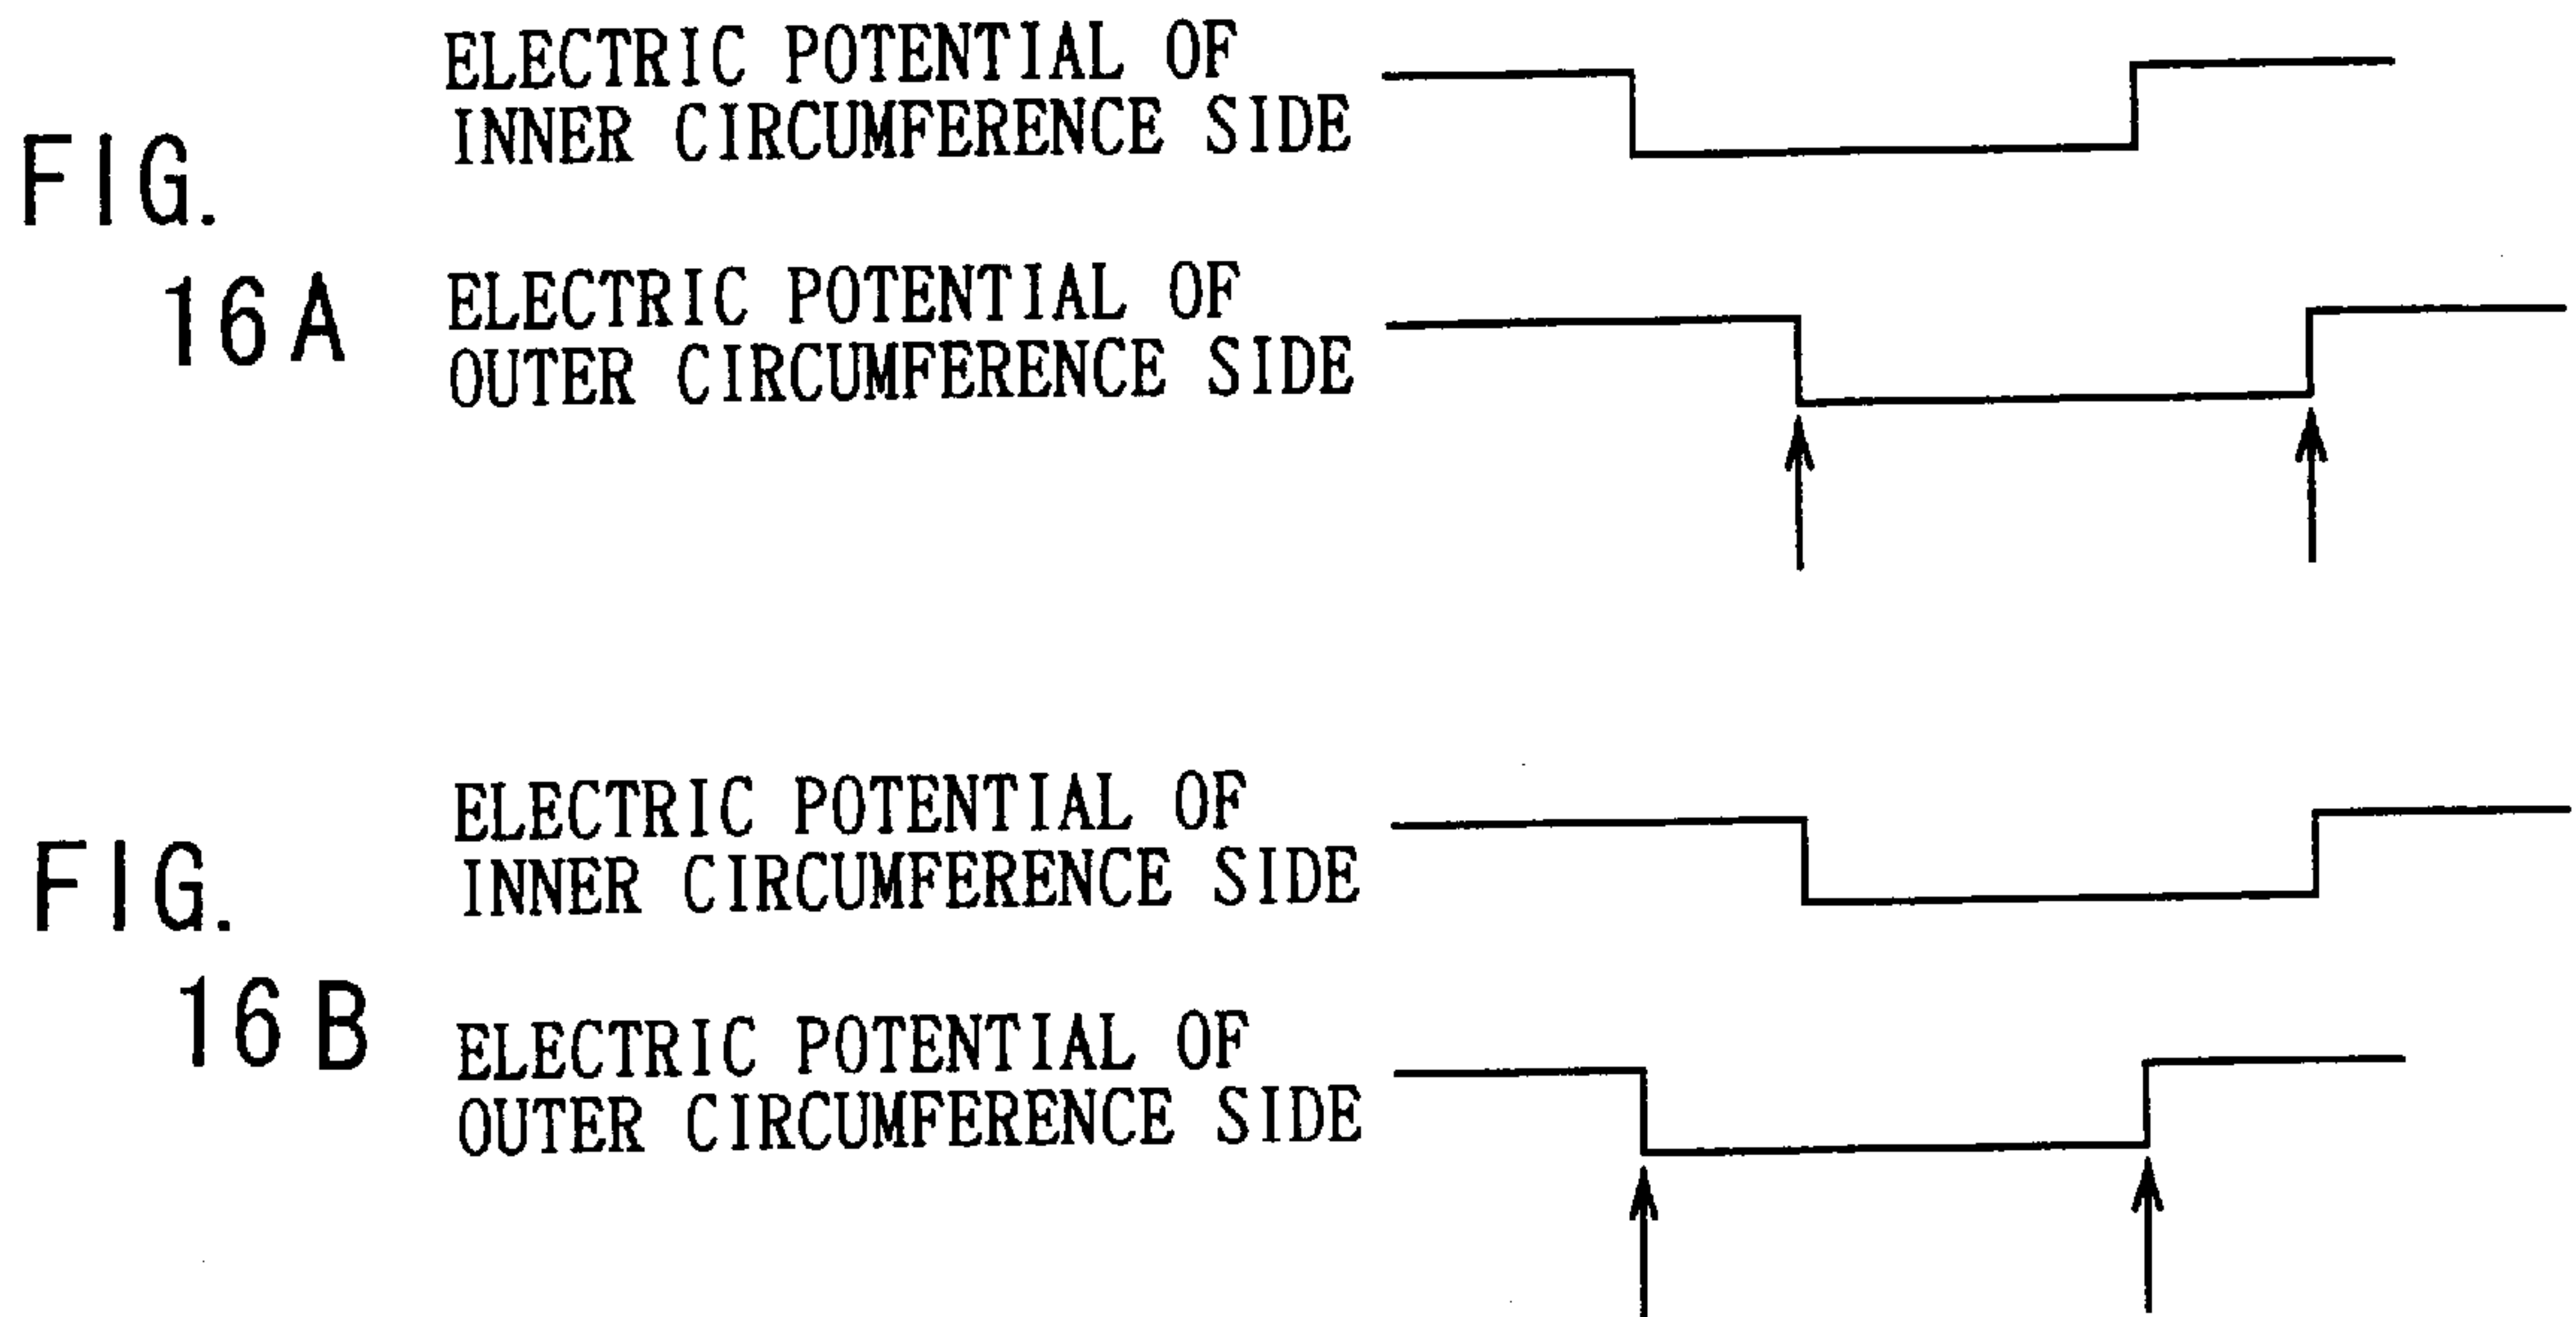 FIG.
16A
ELECTRIC POTENTIAL OF
INNER CIRCUMFERENCE SIDE
ELECTRIC POTENTIAL OF
OUTER CIRCUMFERENCE SIDE
FIG.
16B
ELECTRIC POTENTIAL OF
INNER CIRCUMFERENCE SIDE
ELECTRIC POTENTIAL OF
OUTER CIRCUMFERENCE SIDE